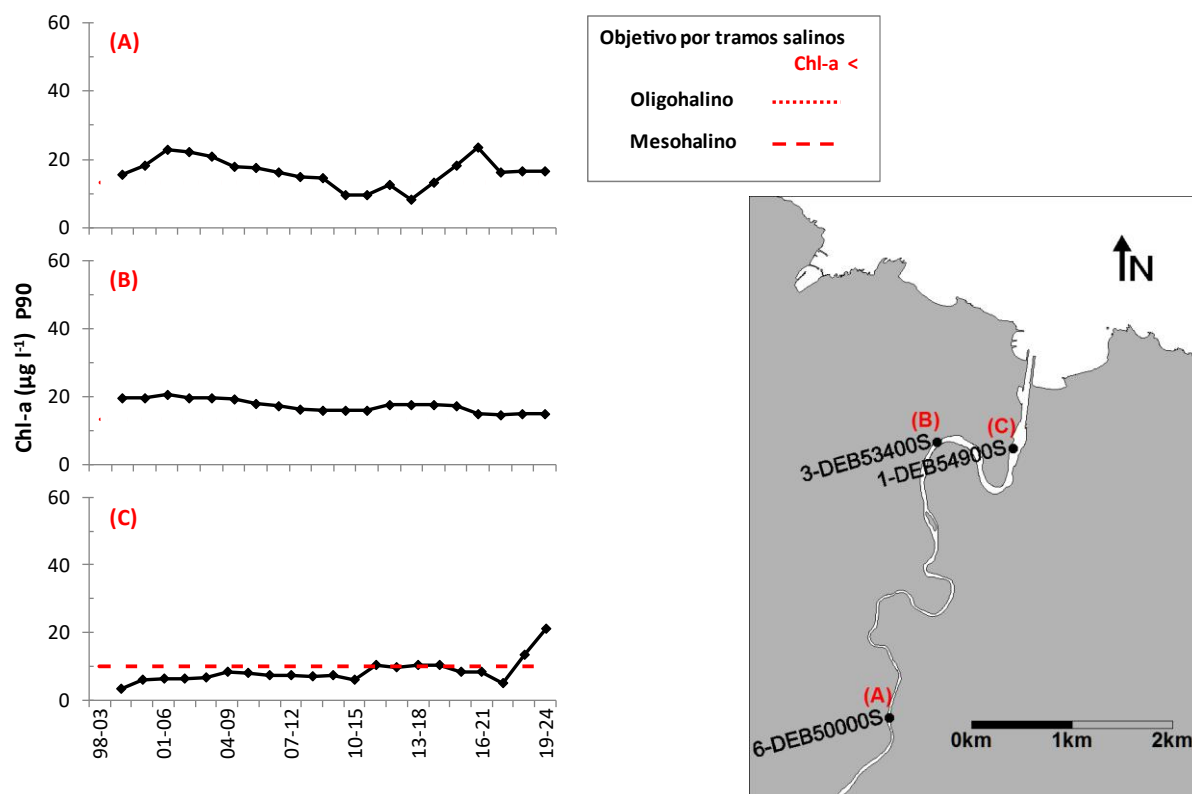 60
40
20
0
(A)
60
40
20
0
(B)
60
40
20
0
(C)
Chl-a (µg l-1) P90
98-03
01-06
04-09
07-12
10-15
13-18
16-21
19-24
Objetivo por tramos salinos
Chl-a <
Oligohalino
Mesohalino
N
(B)
3-DEB53400S
(C)
1-DEB54900S
(A)
6-DEB50000S
0km
1km
2km